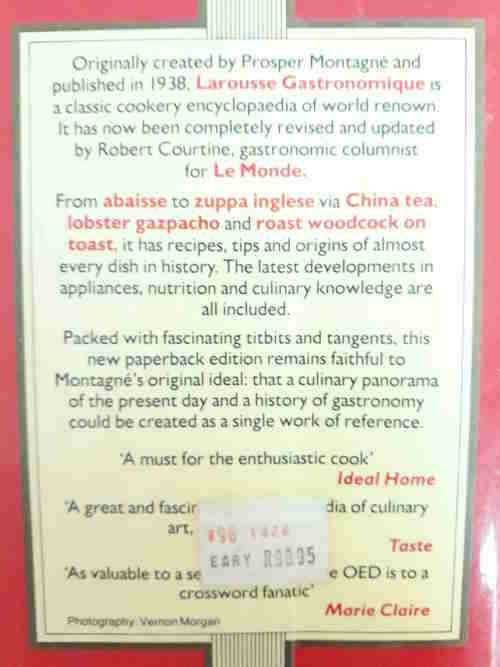 Originally created by Prosper Montagné and
published in 1938, Larousse Gastronomique is
a classic cookery encyclopaedia of world renown.
It has now been completely revised and updated
by Robert Courtine, gastronomic columnist
for Le Monde.
From abaisse to zuppa inglese via China tea,
lobster gazpacho and roast woodcock on
toast, it has recipes, tips and origins of almost
every dish in history. The latest developments in
appliances, nutrition and culinary knowledge are
all included.
Packed with fascinating titbits and tangents, this
new paperback edition remains faithful to
Montagné's original ideal: that a culinary panorama
of the present day and a history of gastronomy
could be created as a single work of reference.
'A must for the enthusiastic cook'
Ideal Home
'A great and of culinary
art,
Taste
'As valuable to a OED is to a
crossword fanatic'
Marie Claire
Photography: Vernon Morgan